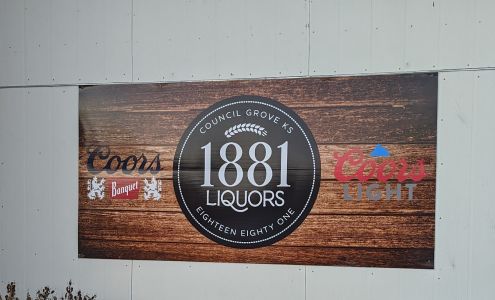 Coors
Banquet
COUNCIL GROVE KS
1881
LIQUORS
EIGHTEEN EIGHTY ONE
Coors
LIGHT